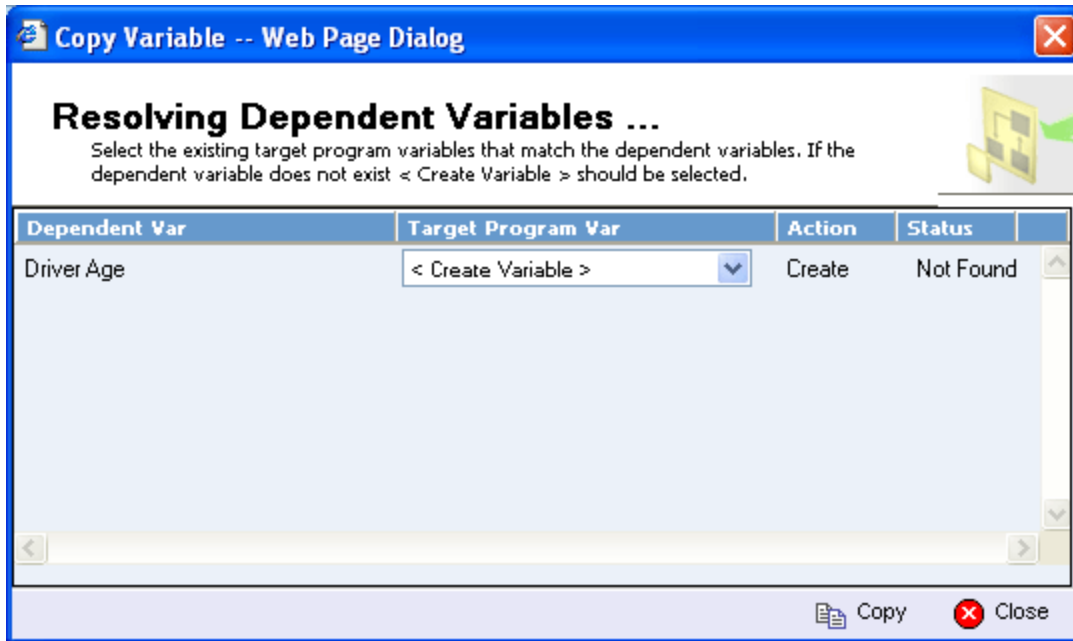 Copy Variable -- Web Page Dialog
Resolving Dependent Variables ...
Select the existing target program variables that match the dependent variables. If the
dependent variable does not exist < Create Variable > should be selected.
Dependent Var Target Program Var Action Status
Driver Age < Create Variable > Create Not Found
Copy Close